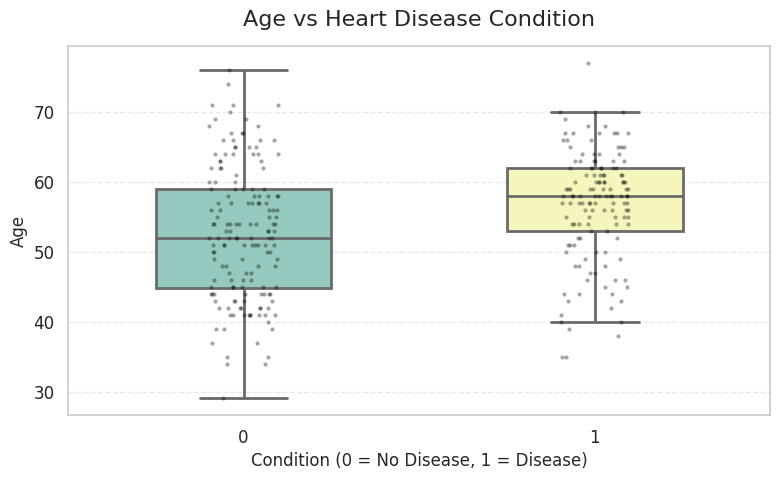 Age vs Heart Disease Condition
Age
70
60
50
40
30
0
1
Condition (0 = No Disease, 1 = Disease)